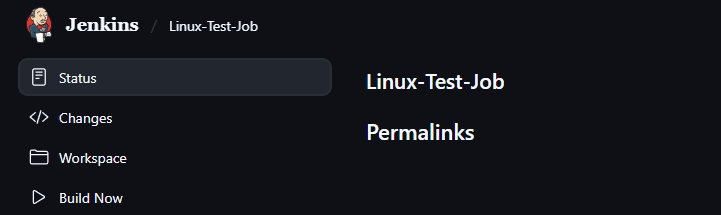 Jenkins / Linux-Test-Job
Status
Changes
Workspace
Build Now
Linux-Test-Job
Permalinks